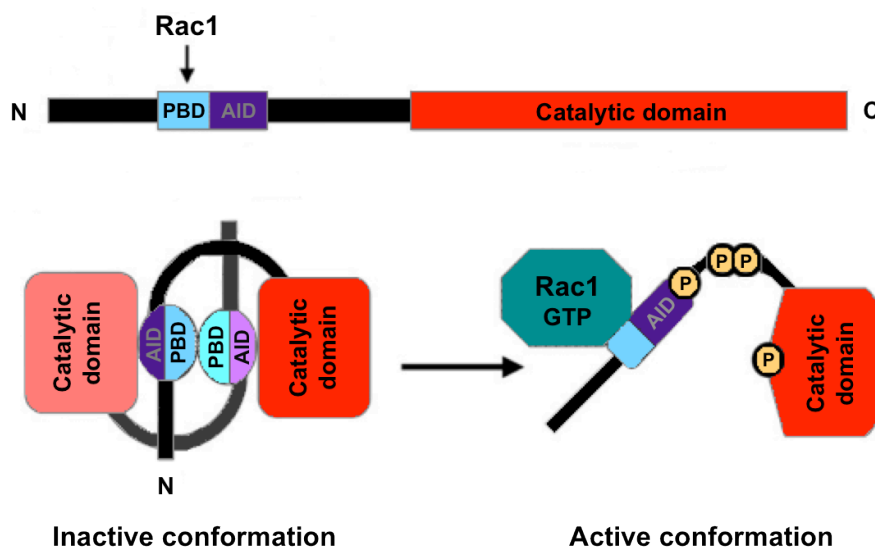 Rac1
N
PBD
AID
Catalytic domain
C
Catalytic
domain
AID
PBD
PBD
AID
Catalytic
domain
N
Rac1
GTP
AID
P
P
P
P
Catalytic
domain
Inactive conformation
Active conformation